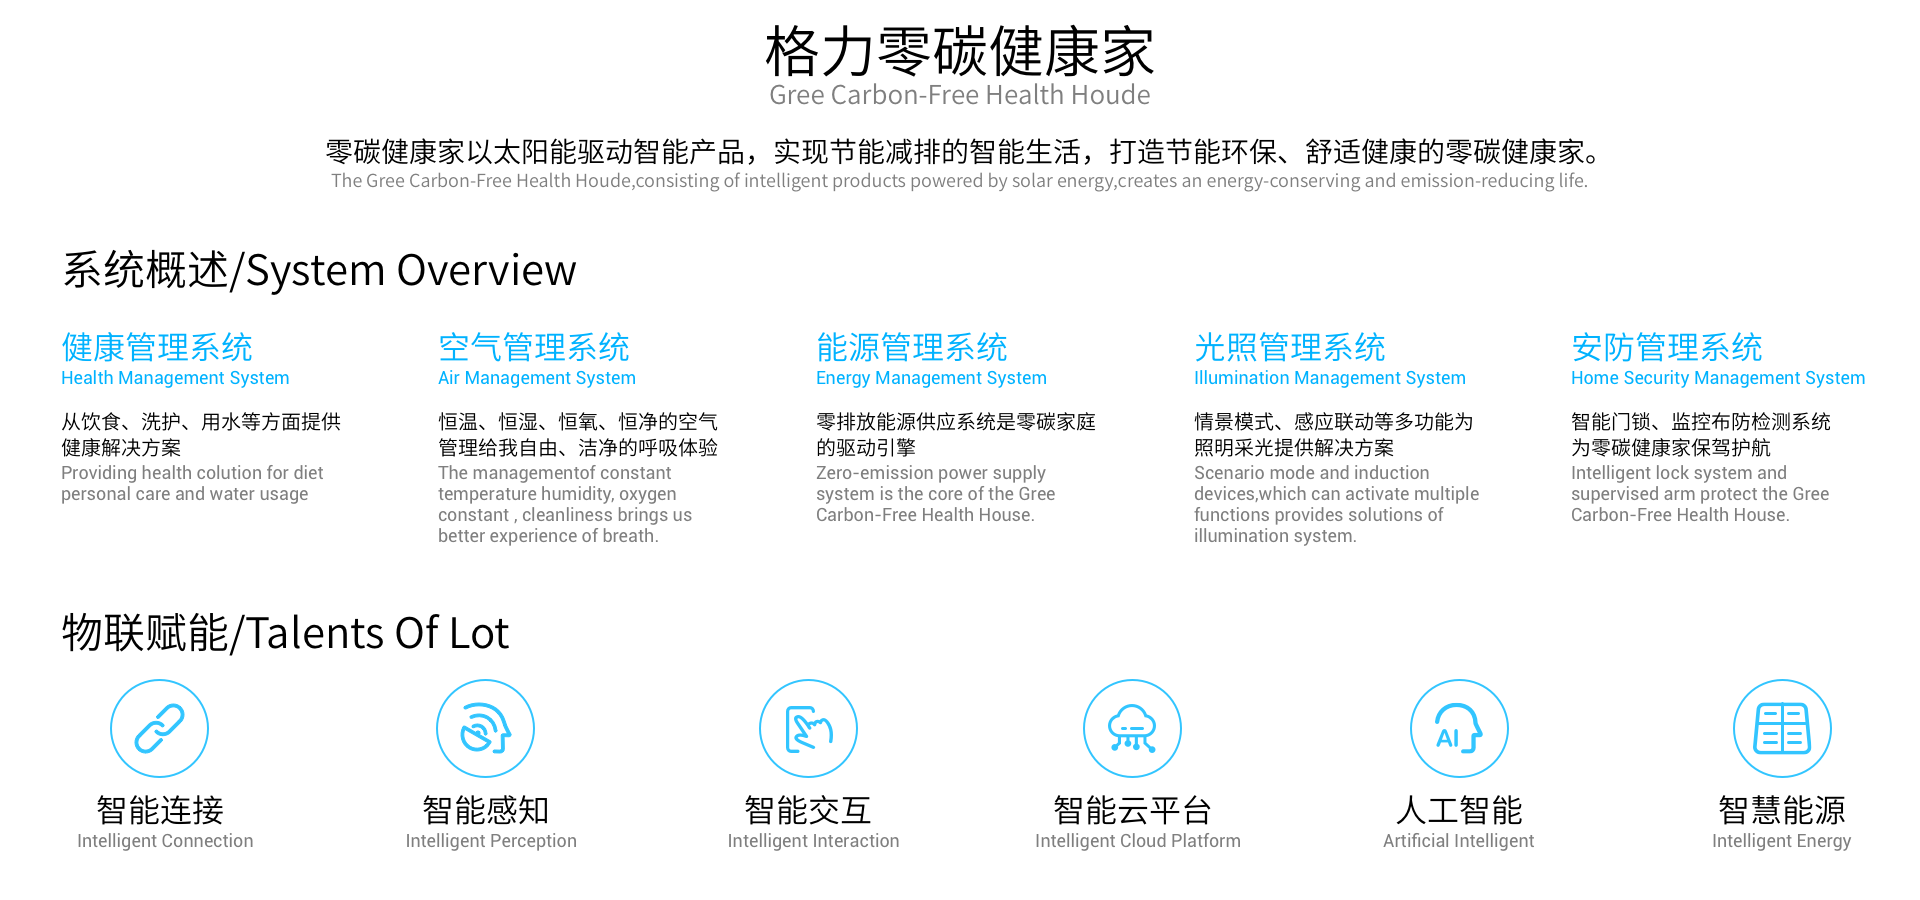 格力零碳健康家
Gree Carbon-Free Health Houde
零碳健康家以太阳能驱动智能产品，实现节能减排的智能生活，打造节能环保、舒适健康的零碳健康家。
The Gree Carbon-Free Health Houde,consisting of intelligent products powered by solar energy,creates an energy-conserving and emission-reducing life.
系统概述/System Overview
健康管理系统
Health Management System
从饮食、洗护、用水等方面提供
健康解决方案
Providing health colution for diet
personal care and water usage
空气管理系统
Air Management System
恒温、恒湿、恒氧、恒净的空气
管理给我自由、洁净的呼吸体验
The managementof constant
temperature humidity, oxygen
constant , cleanliness brings us
better experience of breath.
能源管理系统
Energy Management System
零排放能源供应系统是零碳家庭
的驱动引擎
Zero-emission power supply
system is the core of the Gree
Carbon-Free Health House.
光照管理系统
Illumination Management System
情景模式、感应联动等多功能为
照明采光提供解决方案
Scenario mode and induction
devices,which can activate multiple
functions provides solutions of
illumination system.
安防管理系统
Home Security Management System
智能门锁、监控布防检测系统
为零碳健康家保驾护航
Intelligent lock system and
supervised arm protect the Gree
Carbon-Free Health House.
物联赋能/Talents Of Lot
AI
智能连接
Intelligent Connection
智能感知
Intelligent Perception
智能交互
Intelligent Interaction
智能云平台
Intelligent Cloud Platform
人工智能
Artificial Intelligent
智慧能源
Intelligent Energy